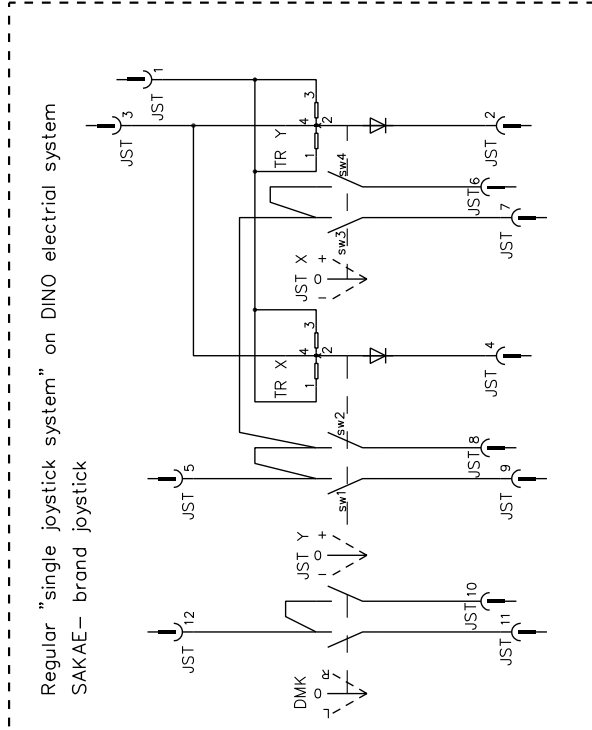 Regular "single joystick system" on DINO electrial system
SAKAE- brand joystick
JST 12
JST 5
JST 3
JST 1
DMK
L 0 R
JST Y
- 0 +
sw1
sw2
TR X
1 4 3
2
JST X
- 0 +
sw3
sw4
TR Y
1 4 3
2
JST 11
JST 10
JST 9
JST 8
JST 4
JST 7
JST 6
JST 2